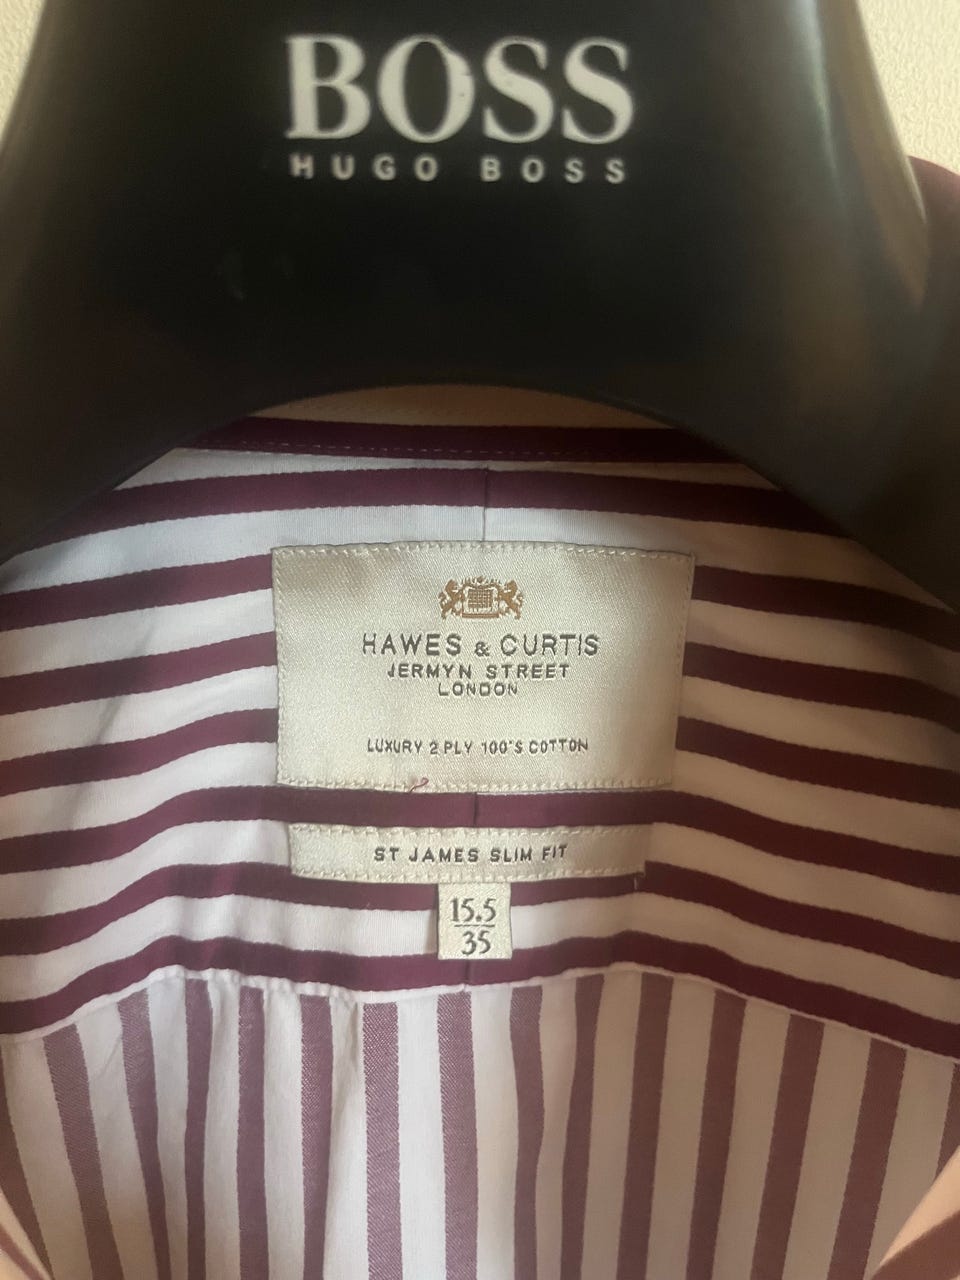 BOSS
HUGO BOSS
HAWES & CURTIS
JERMYN STREET
LONDON
LUXURY 2 PLY 100'S COTTON
ST JAMES SLIM FIT
15.5
35